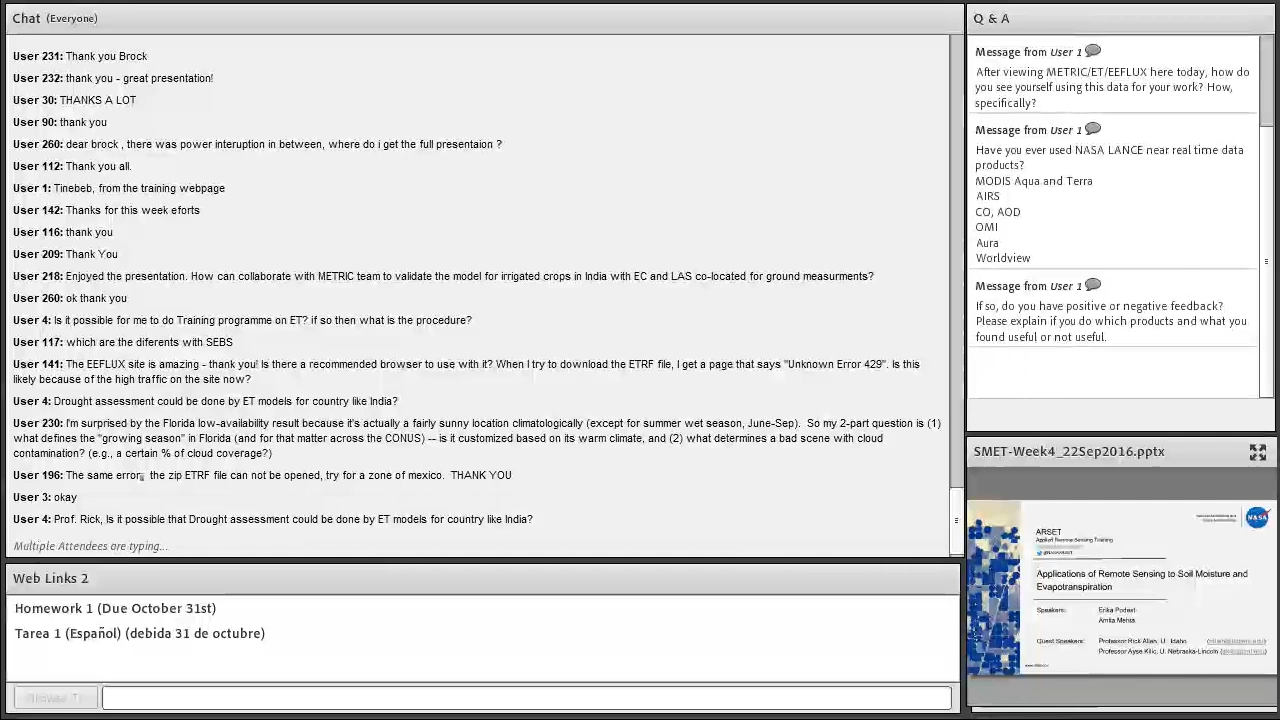 Chat (Everyone)
User 231: Thank you Brock
User 232: thank you - great presentation!
User 30: THANKS A LOT
User 90: thank you
User 260: dear brock , there was power interuption in between, where do i get the full presentaion ?
User 112: Thank you all.
User 1: Tinebeb, from the training webpage
User 142: Thanks for this week eforts
User 116: thank you
User 209: Thank You
User 218: Enjoyed the presentation. How can collaborate with METRIC team to validate the model for irrigated crops in India with EC and LAS co-located for ground measurments?
User 260: ok thank you
User 4: Is it possible for me to do Training programme on ET? if so then what is the procedure?
User 117: which are the diferents with SEBS
User 141: The EEFLUX site is amazing - thank you! Is there a recommended browser to use with it? When I try to download the ETRF file, I get a page that says "Unknown Error 429". Is this
likely because of the high traffic on the site now?
User 4: Drought assessment could be done by ET models for country like India?
User 230: I'm surprised by the Florida low-availability result because it's actually a fairly sunny location climatologically (except for summer wet season, June-Sep). So my 2-part question is (1)
what defines the "growing season" in Florida (and for that matter across the CONUS) -- is it customized based on its warm climate, and (2) what determines a bad scene with cloud
contamination? (e.g., a certain % of cloud coverage?)
User 196: The same error, the zip ETRF file can not be opened, try for a zone of mexico. THANK YOU
User 3: okay
User 4: Prof. Rick, Is it possible that Drought assessment could be done by ET models for country like India?
Multiple Attendees are typing...
Web Links 2
Homework 1 (Due October 31st)
Tarea 1 (Español) (debida 31 de octubre)
Q & A
Message from User 1
After viewing METRIC/ET/EEFLUX here today, how do
you see yourself using this data for your work? How,
specifically?
Message from User 1
Have you ever used NASA LANCE near real time data
products?
MODIS Aqua and Terra
AIRS
CO, AOD
OMI
Aura
Worldview
Message from User 1
If so, do you have positive or negative feedback?
Please explain if you do which products and what you
found useful or not useful.
SMET-Week4_22Sep2016.pptx
NASA
ARSET
Applied Remote Sensing Training
Applications of Remote Sensing to Soil Moisture and
Evapotranspiration
Speakers: Erika Podest
Amita Mehta
Guest Speakers: Professor Rick Allen, U. Idaho
Professor Ayse Kilic, U. Nebraska-Lincoln